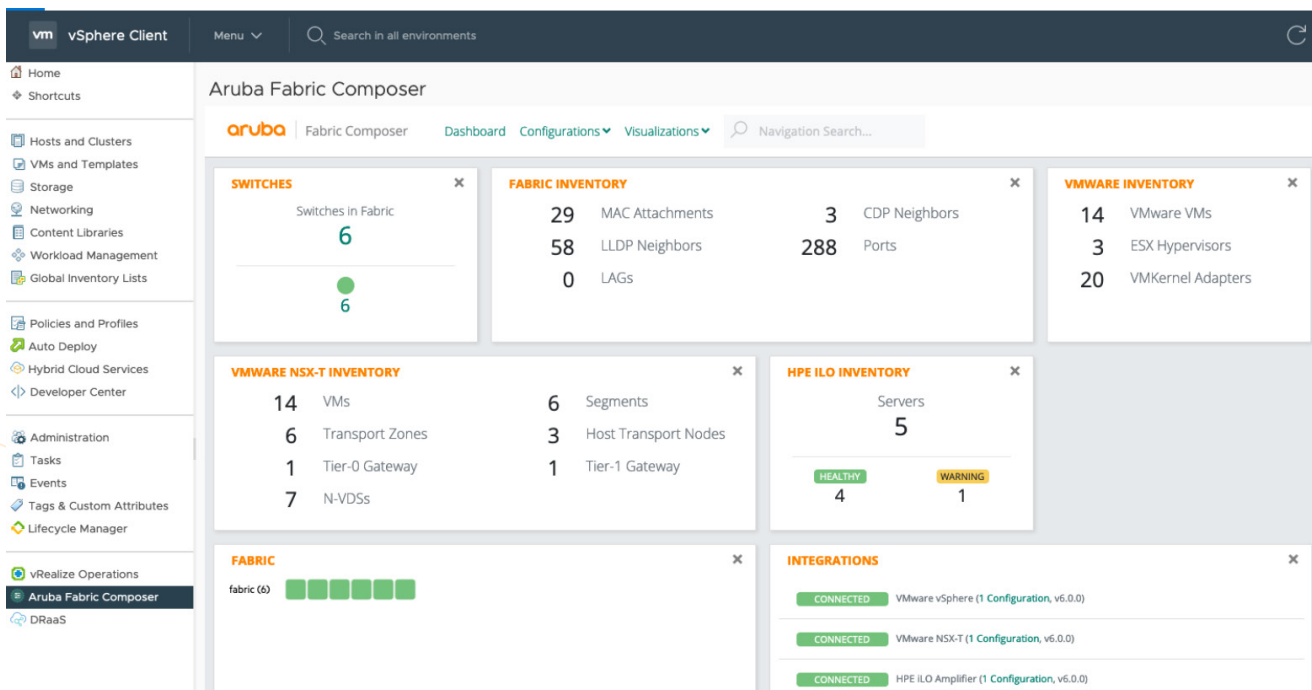 vm vSphere Client Menu Search in all environments
Home
Shortcuts
Hosts and Clusters
VMs and Templates
Storage
Networking
Content Libraries
Workload Management
Global Inventory Lists
Policies and Profiles
Auto Deploy
Hybrid Cloud Services
Developer Center
Administration
Tasks
Events
Tags & Custom Attributes
Lifecycle Manager
vRealize Operations
Aruba Fabric Composer
DRaaS
Aruba Fabric Composer
aruba Fabric Composer Dashboard Configurations Visualizations Navigation Search...
SWITCHES
Switches in Fabric
6
6
FABRIC INVENTORY
29 MAC Attachments 3 CDP Neighbors
58 LLDP Neighbors 288 Ports
0 LAGs
VMWARE INVENTORY
14 VMware VMs
3 ESX Hypervisors
20 VMKernel Adapters
VMWARE NSX-T INVENTORY
14 VMs 6 Segments
6 Transport Zones 3 Host Transport Nodes
1 Tier-0 Gateway 1 Tier-1 Gateway
7 N-VDSs
HPE ILO INVENTORY
Servers
5
HEALTHY WARNING
4 1
FABRIC
fabric (6)
INTEGRATIONS
CONNECTED VMware vSphere (1 Configuration, v6.0.0)
CONNECTED VMware NSX-T (1 Configuration, v6.0.0)
CONNECTED HPE iLO Amplifier (1 Configuration, v6.0.0)